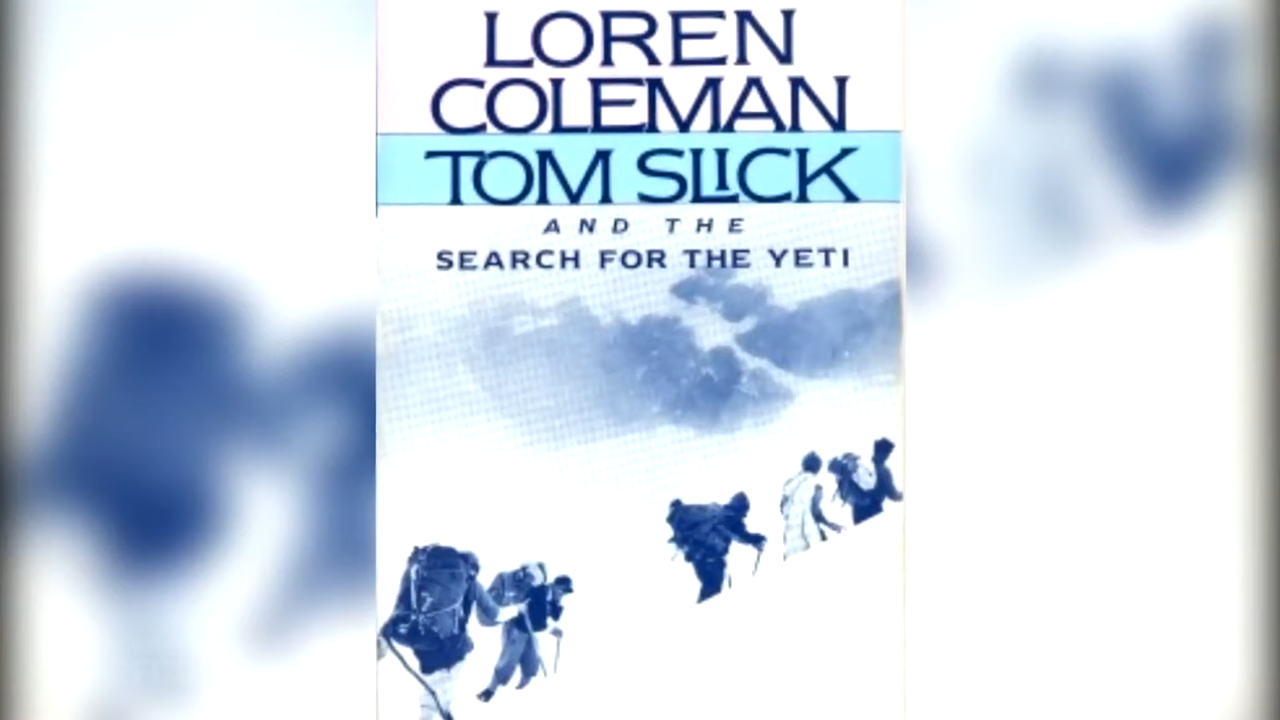 LOREN
COLEMAN
TOM SLICK
AND THE
SEARCH FOR THE YETI